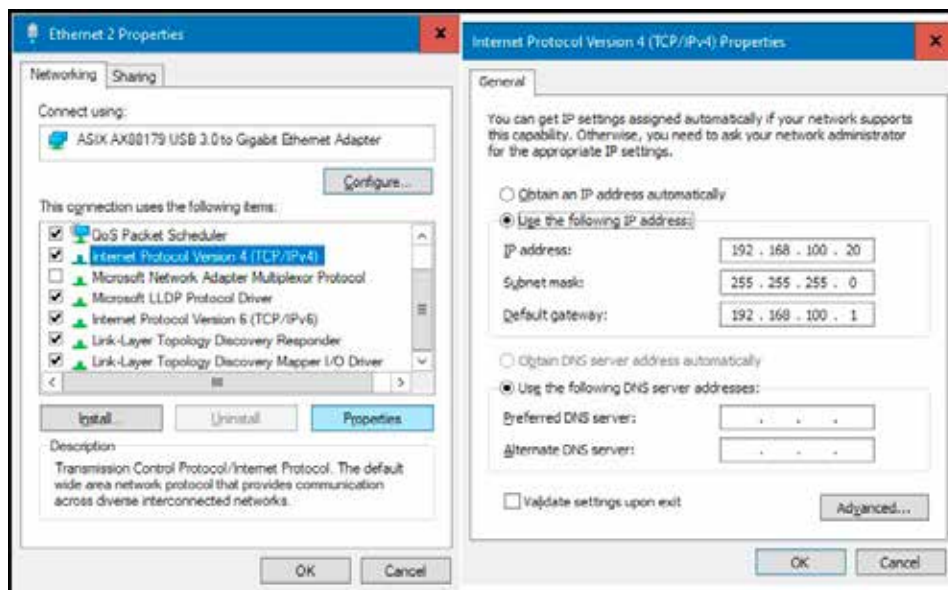 Ethernet 2 Properties
Networking
Sharing
Connect using:
ASIX AX88179 USB 3.0 to Gigabit Ethernet Adapter
Configure...
This connection uses the following items:
QoS Packet Scheduler
Internet Protocol Version 4 (TCP/IPv4)
Microsoft Network Adapter Multiplexor Protocol
Microsoft LLDP Protocol Driver
Internet Protocol Version 6 (TCP/IPv6)
Link-Layer Topology Discovery Responder
Link-Layer Topology Discovery Mapper I/O Driver
Install...
Uninstall
Properties
Description
Transmission Control Protocol/Internet Protocol. The default
wide area network protocol that provides communication
across diverse interconnected networks.
OK
Cancel
Internet Protocol Version 4 (TCP/IPv4) Properties
General
You can get IP settings assigned automatically if your network supports
this capability. Otherwise, you need to ask your network administrator
for the appropriate IP settings.
Obtain an IP address automatically
Use the following IP address:
IP address: 192 . 168 . 100 . 20
Subnet mask: 255 . 255 . 255 . 0
Default gateway: 192 . 168 . 100 . 1
Obtain DNS server address automatically
Use the following DNS server addresses:
Preferred DNS server: . . .
Alternate DNS server: . . .
Validate settings upon exit
Advanced...
OK
Cancel